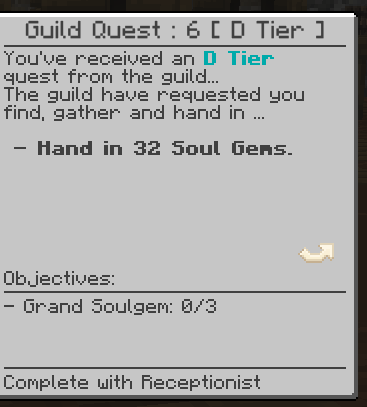 Guild Quest : 6 [ D Tier ]
You've received an D Tier
quest from the guild...
The guild have requested you
find, gather and hand in ...
- Hand in 32 Soul Gems.
Objectives:
- Grand Soulgem: 0/3
Complete with Receptionist